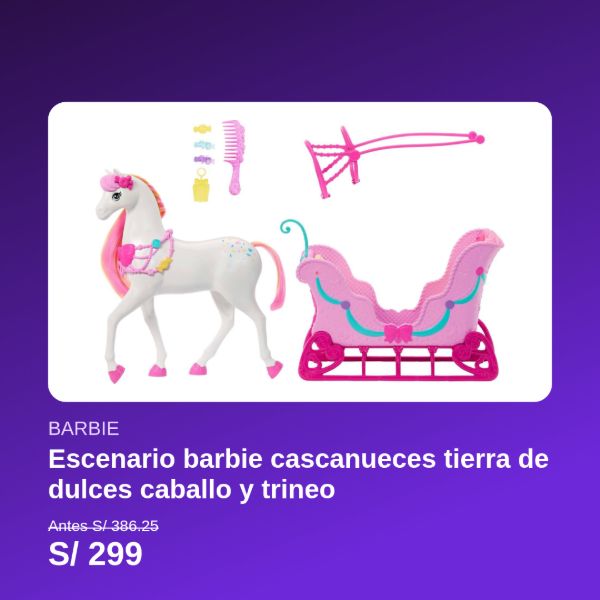 BARBIE
Escenario barbie cascanueces tierra de
dulces caballo y trineo
Antes S/ 386.25
S/ 299